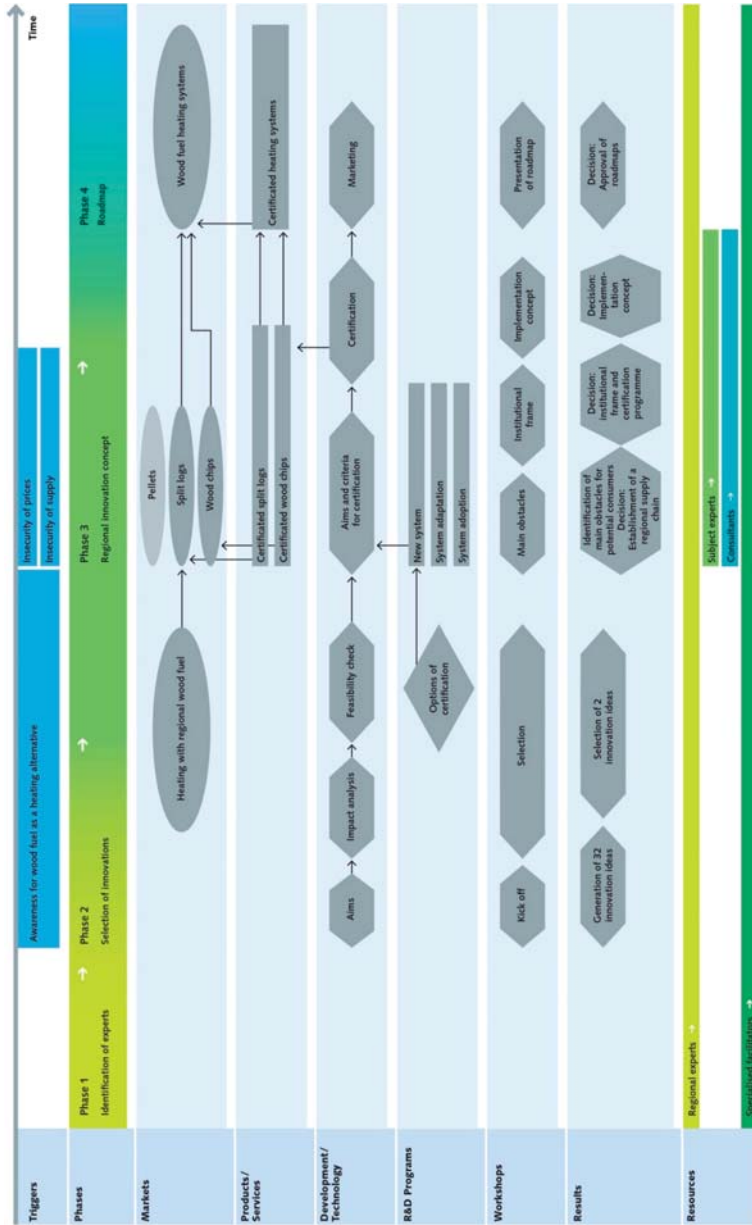 Time
Triggers
Awareness for wood fuel as a heating alternative
Insecurity of prices
Insecurity of supply
Phases
Phase 1
Identification of experts
→
Phase 2
Selection of innovations
→
Phase 3
Regional innovation concept
→
Phase 4
Roadmap
Markets
Heating with regional wood fuel
Pellets
Split logs
Wood chips
Wood fuel heating systems
Products/
Services
Certificated split logs
Certificated wood chips
Certificated heating systems
Development/
Technology
Aims
Impact analysis
Feasibility check
Aims and criteria
for certification
Certification
Marketing
R&D Programs
Options of
certification
New system
System adaptation
System adoption
Workshops
Kick off
Selection
Main obstacles
Institutional
frame
Implementation
concept
Presentation
of roadmap
Results
Generation of 32
innovation ideas
Selection of 2
innovation ideas
Identification of
main obstacles for
potential consumers
Decision:
Establishment of a
regional supply
chain
Decision:
institutional
frame and
certification
programme
Decision:
Implemen-
tation
concept
Decision:
Approval of
roadmaps
Resources
Regional experts →
Subject experts →
Consultants →
Specialised facilitators →